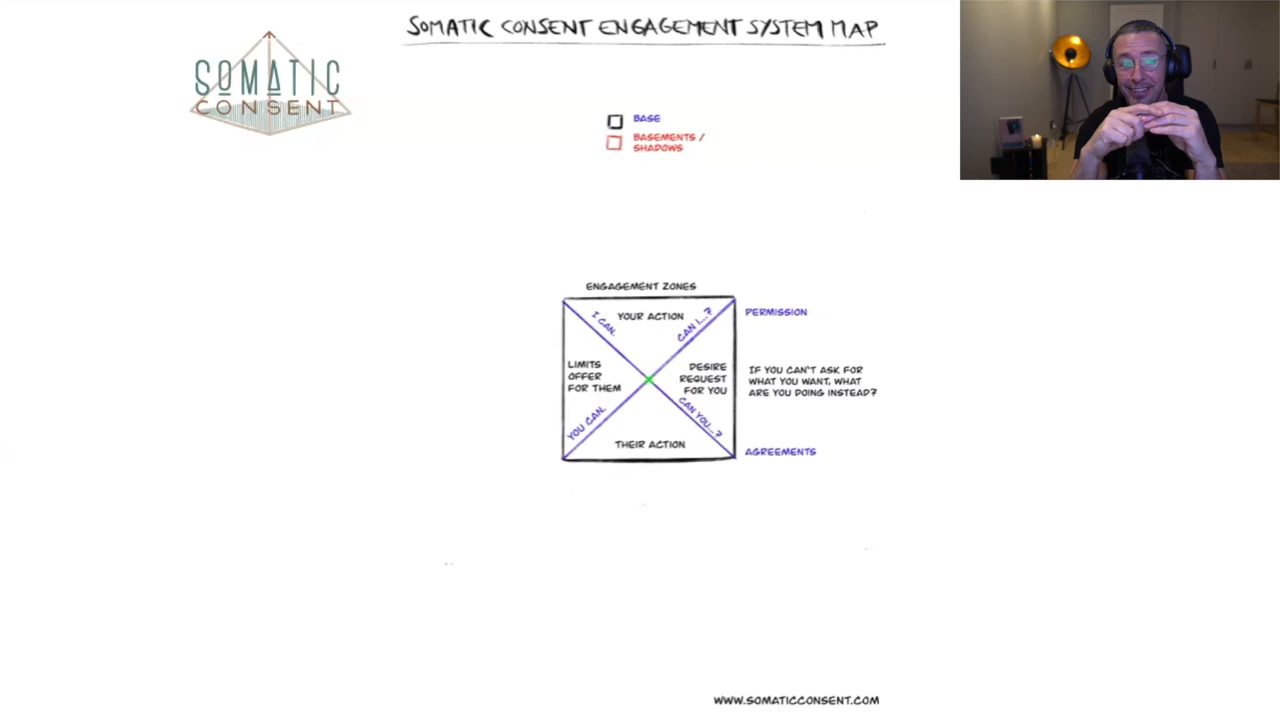 SOMATIC CONSENT ENGAGEMENT SYSTEM MAP
SOMATIC
CONSENT
BASE
BASEMENTS /
SHADOWS
ENGAGEMENT ZONES
I CAN.
YOUR ACTION
CAN I...?
PERMISSION
LIMITS
OFFER
FOR THEM
DESIRE
REQUEST
FOR YOU
IF YOU CAN'T ASK FOR
WHAT YOU WANT, WHAT
ARE YOU DOING INSTEAD?
YOU CAN.
CAN YOU...?
THEIR ACTION
AGREEMENTS
WWW.SOMATICCONSENT.COM